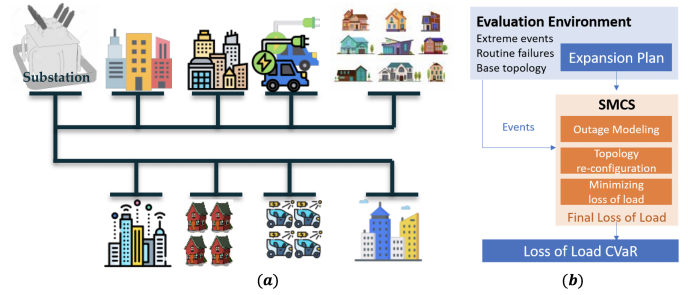 Substation
(a)
Evaluation Environment
Extreme events
Routine failures
Base topology
Expansion Plan
Events
SMCS
Outage Modeling
Topology
re-configuration
Minimizing
loss of load
Final Loss of Load
Loss of Load CVaR
(b)